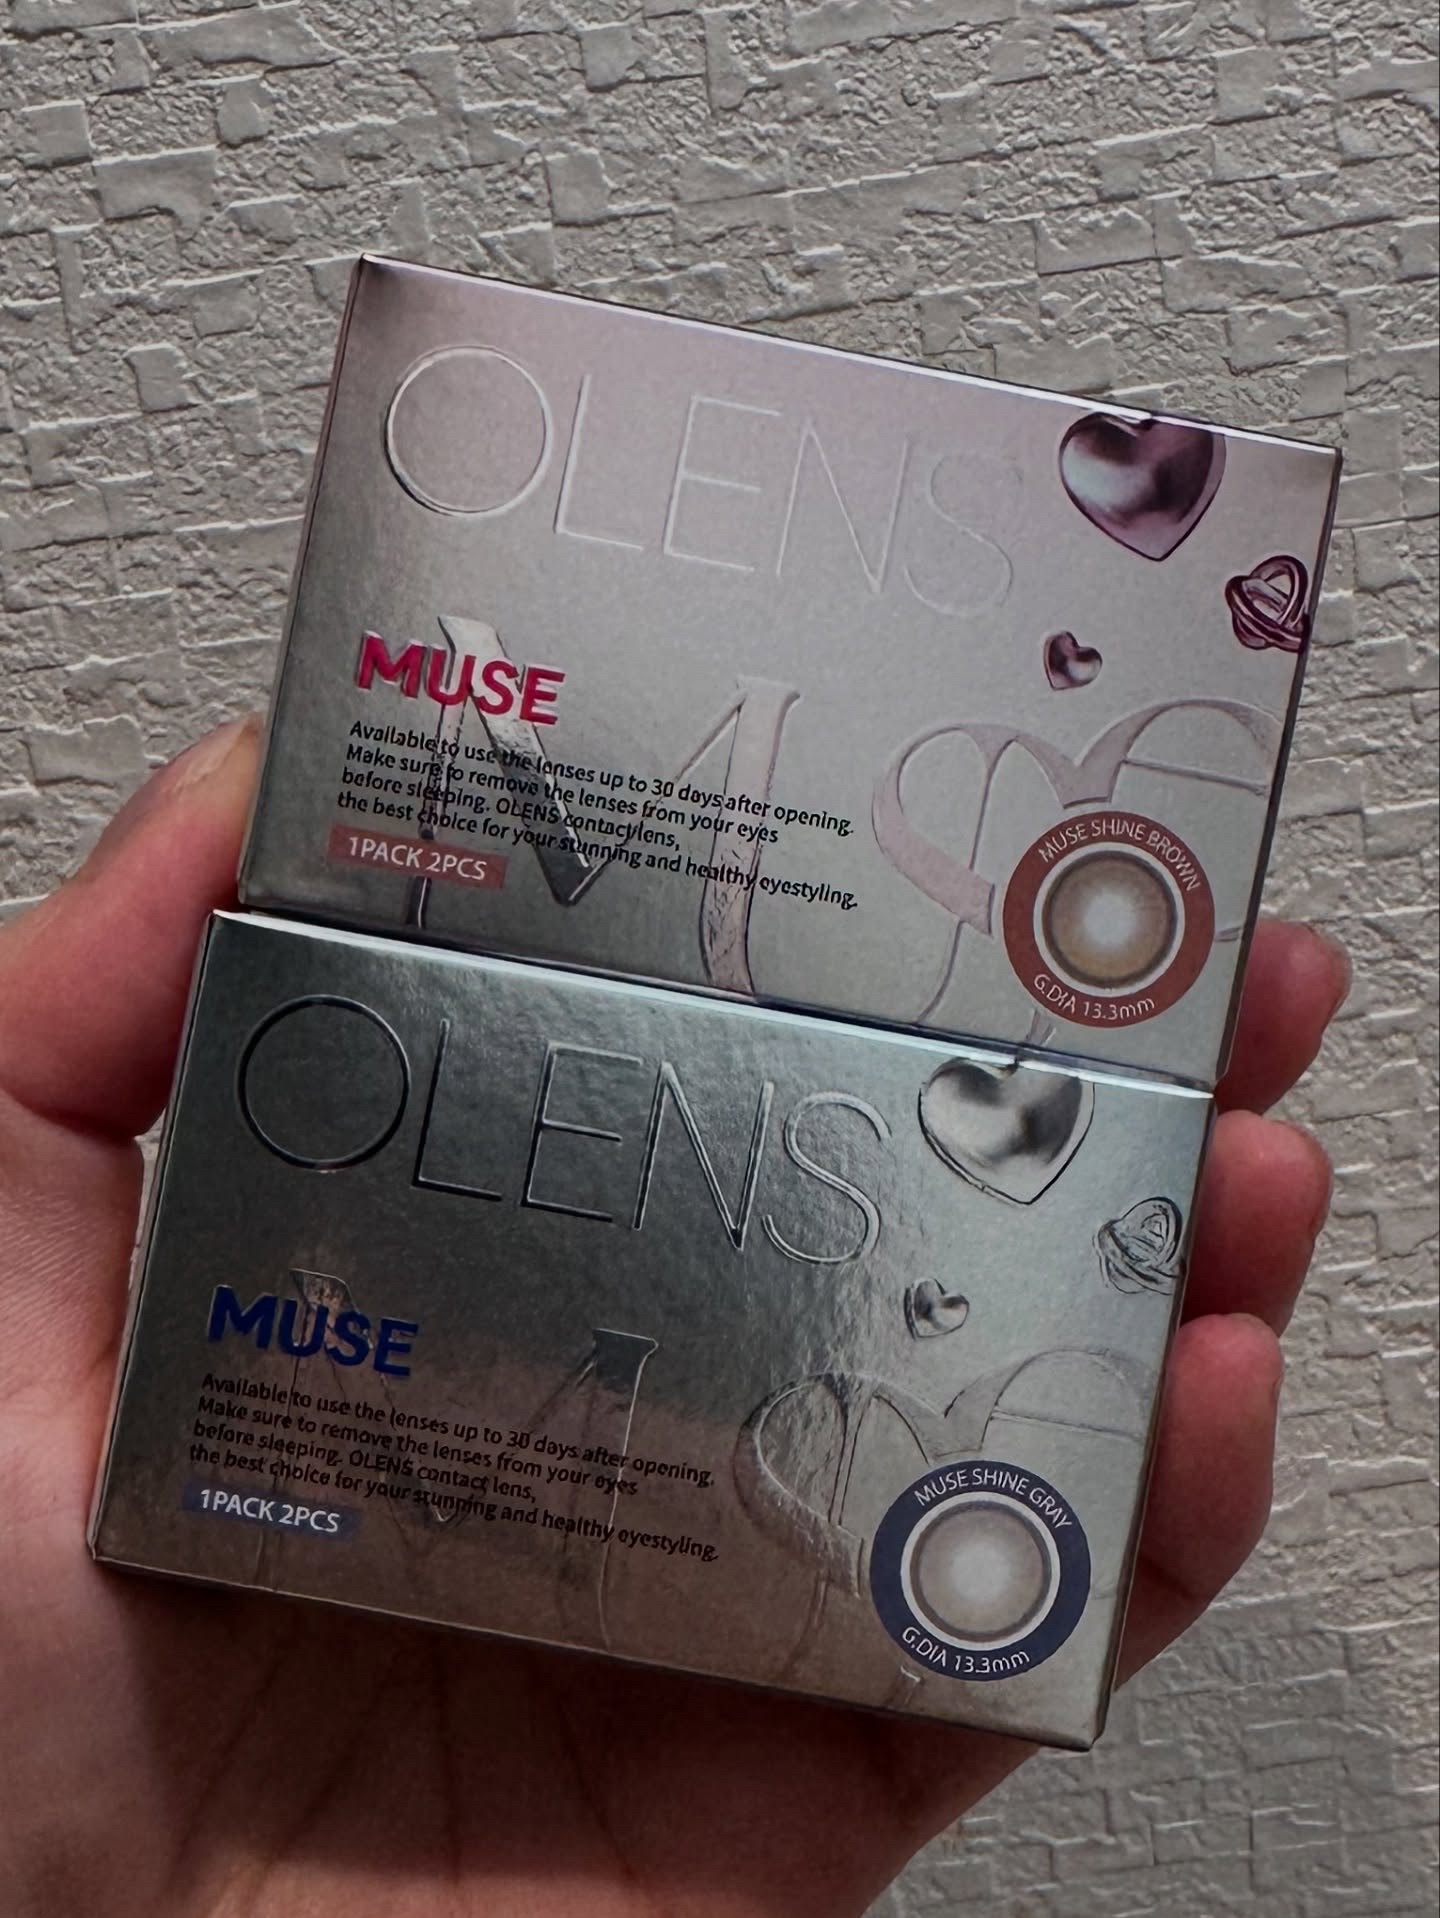 OLENS
MUSE
Available to use the lenses up to 30 days after opening.
Make sure to remove the lenses from your eyes
before sleeping. OLENS contact lens,
the best choice for your stunning and healthy eyestyling.
1PACK 2PCS
Muse
MUSE SHINE BROWN
G.DIA 13.3mm
OLENS
MUSE
Available to use the lenses up to 30 days after opening.
Make sure to remove the lenses from your eyes
before sleeping. OLENS contact lens,
the best choice for your stunning and healthy eyestyling.
1PACK 2PCS
Muse
MUSE SHINE GRAY
G.DIA 13.3mm